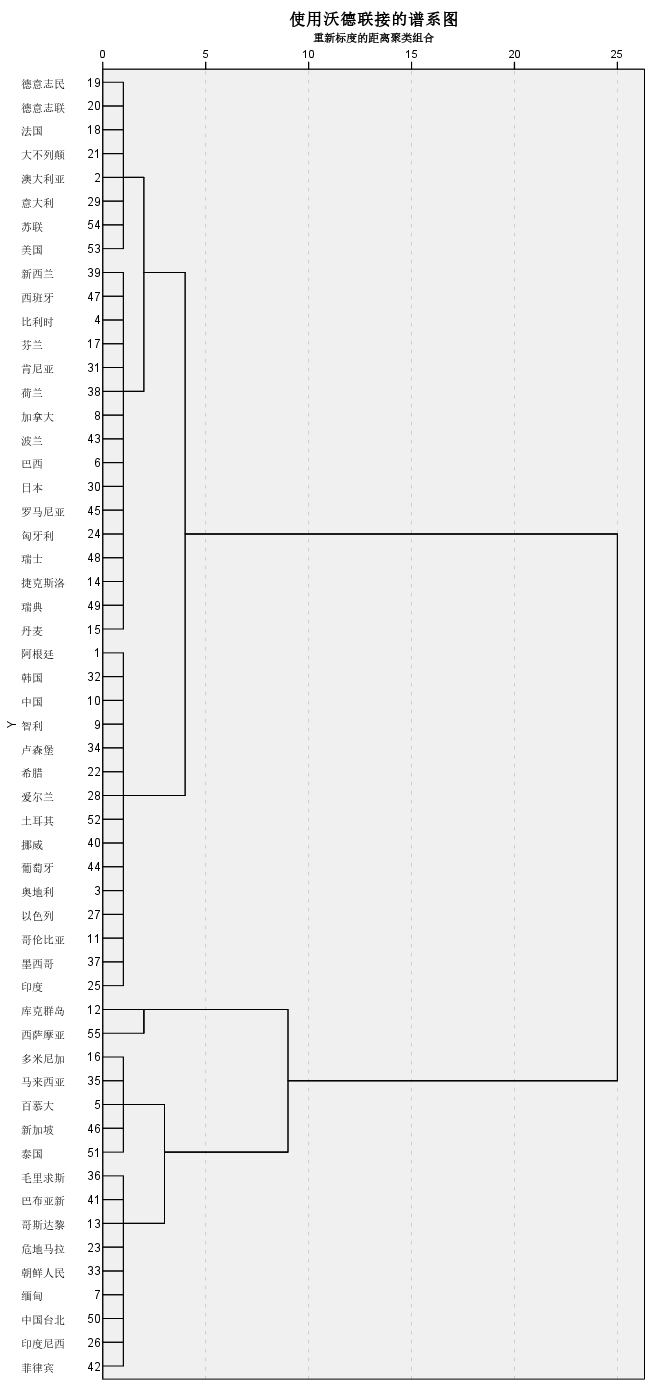 使用沃德联接的谱系图
重新标度的距离聚类组合
0 5 10 15 20 25
德意志民 19
德意志联 20
法国 18
大不列颠 21
澳大利亚 2
意大利 29
苏联 54
美国 53
新西兰 39
西班牙 47
比利时 4
芬兰 17
肯尼亚 31
荷兰 38
加拿大 8
波兰 43
巴西 6
日本 30
罗马尼亚 45
匈牙利 24
瑞士 48
捷克斯洛 14
瑞典 49
丹麦 15
阿根廷 1
韩国 32
中国 10
Y
智利 9
卢森堡 34
希腊 22
爱尔兰 28
土耳其 52
挪威 40
葡萄牙 44
奥地利 3
以色列 27
哥伦比亚 11
墨西哥 37
印度 25
库克群岛 12
西萨摩亚 55
多米尼加 16
马来西亚 35
百慕大 5
新加坡 46
泰国 51
毛里求斯 36
巴布亚新 41
哥斯达黎 13
危地马拉 23
朝鲜人民 33
缅甸 7
中国台北 50
印度尼西 26
菲律宾 42